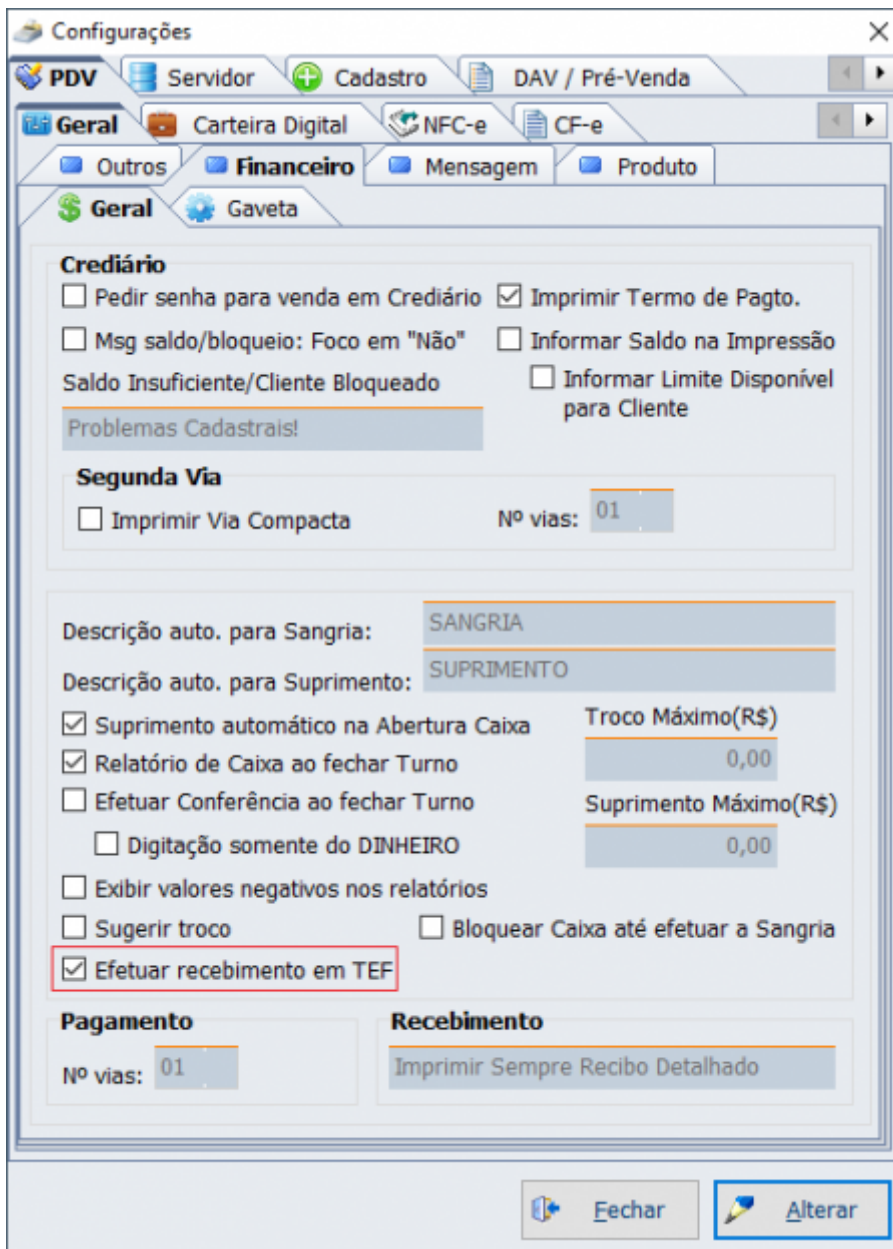 Configurações
PDV Servidor Cadastro DAV / Pré-Venda
Geral Carteira Digital NFC-e CF-e
Outros Financeiro Mensagem Produto
Geral Gaveta
Crediário
Pedir senha para venda em Crediário Imprimir Termo de Pagto.
Msg saldo/bloqueio: Foco em "Não" Informar Saldo na Impressão
Saldo Insuficiente/Cliente Bloqueado Informar Limite Disponível
para Cliente
Problemas Cadastrais!
Segunda Via
Imprimir Via Compacta Nº vias: 01
Descrição auto. para Sangria: SANGRIA
Descrição auto. para Suprimento: SUPRIMENTO
Suprimento automático na Abertura Caixa Troco Máximo(R$)
Relatório de Caixa ao fechar Turno 0,00
Efetuar Conferência ao fechar Turno Suprimento Máximo(R$)
Digitação somente do DINHEIRO 0,00
Exibir valores negativos nos relatórios
Sugerir troco Bloquear Caixa até efetuar a Sangria
Efetuar recebimento em TEF
Pagamento Recebimento
Nº vias: 01 Imprimir Sempre Recibo Detalhado
Fechar Alterar